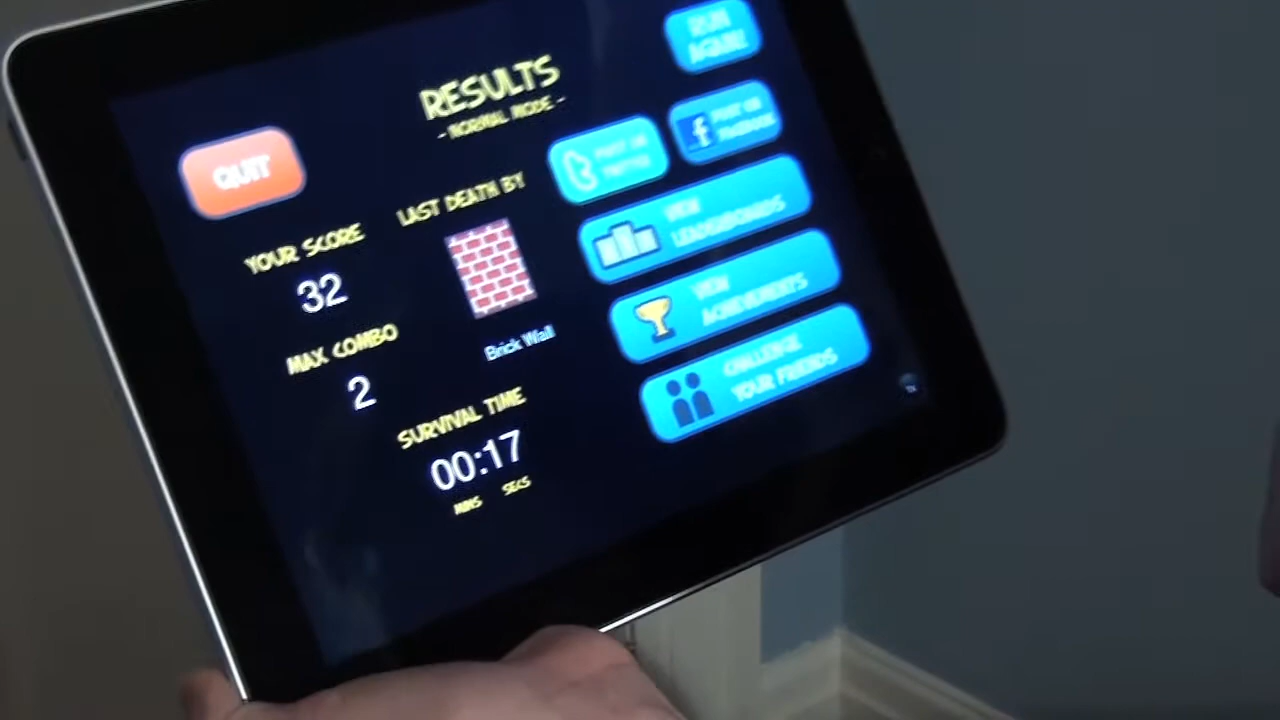 RESULTS
- NORMAL MODE -
QUIT
RUN
AGAIN!
POST ON
TWITTER
f
POST ON
FACEBOOK
YOUR SCORE
32
LAST DEATH BY
Brick Wall
MAX COMBO
2
SURVIVAL TIME
00:17
MINS SECS
VIEW
LEADERBOARDS
VIEW
ACHIEVEMENTS
CHALLENGE
YOUR FRIENDS